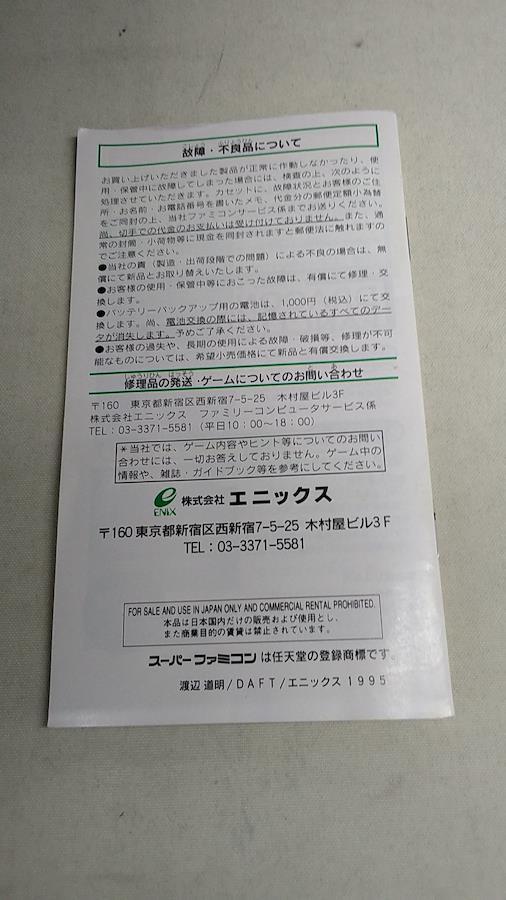 故障・不良品について
お買い上げいただきました製品が正常に作動しなかったり、使
用・保管中に故障してしまった場合には、検査の上、次のように
処理させていただきます。カセットに、故障状況とお客様のご住
所・お名前・お電話番号を書いたメモ、代金分の郵便定額小為替
をご同封の上、当社ファミコンサービス係までお送りください。
尚、切手での代金のお支払いは受け付けておりません。また、通
常の封筒・小荷物等に現金を同封されますと郵便法に触れますの
でご注意ください。
●当社の責（製造・出荷段階での問題）による不良の場合は、無
償にて新品とお取り替えいたします。
●お客様の使用・保管中等におこった故障は、有償にて修理・交
換します。
●バッテリーバックアップ用の電池は、1,000円（税込）にて交
換します。尚、電池交換の際には、記憶されているすべてのデー
タが消失します。予めご了承ください。
●お客様の過失や、長期の使用による故障・破損等、修理が不可
能なものについては、希望小売価格にて新品と有償交換します。
しゅうりひん はっそう と あ
修理品の発送・ゲームについてのお問い合わせ
〒160 東京都新宿区西新宿7-5-25 木村屋ビル3F
株式会社エニックス ファミリーコンピュータサービス係
TEL：03-3371-5581（平日10：00〜18：00）
＊当社では、ゲーム内容やヒント等についてのお問い
合わせには、一切お答えしておりません。ゲーム中の
情報や、雑誌・ガイドブック等を参考にしてください。
ENIX 株式会社 エニックス
〒160 東京都新宿区西新宿7-5-25 木村屋ビル3F
TEL：03-3371-5581
FOR SALE AND USE IN JAPAN ONLY AND COMMERCIAL RENTAL PROHIBITED.
本品は日本国内だけの販売および使用とし、
また商業目的の賃貸は禁止されています。
スーパーファミコンは任天堂の登録商標です。
渡辺 道明/DAFT/エニックス 1995